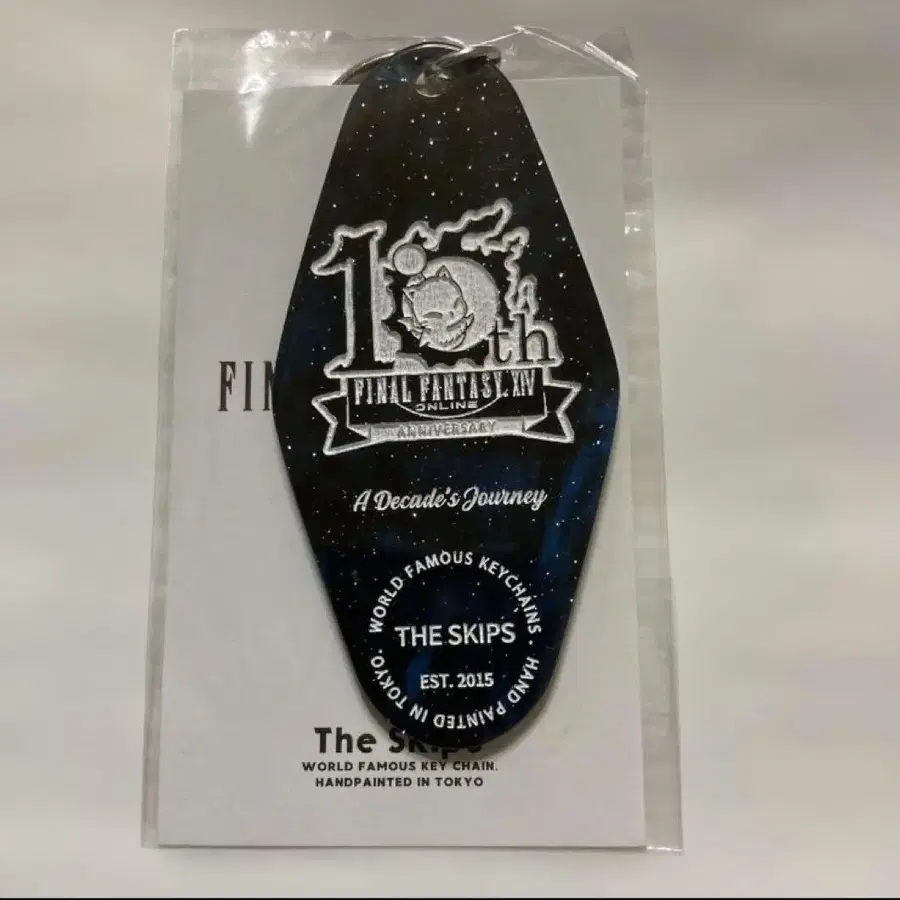 10th
FINAL FANTASY XIV
ONLINE
ANNIVERSARY
FIN
A Decade's Journey
WORLD FAMOUS KEYCHAINS · HAND PAINTED IN TOKYO ·
THE SKIPS
EST. 2015
The Skips
WORLD FAMOUS KEY CHAIN.
HANDPAINTED IN TOKYO